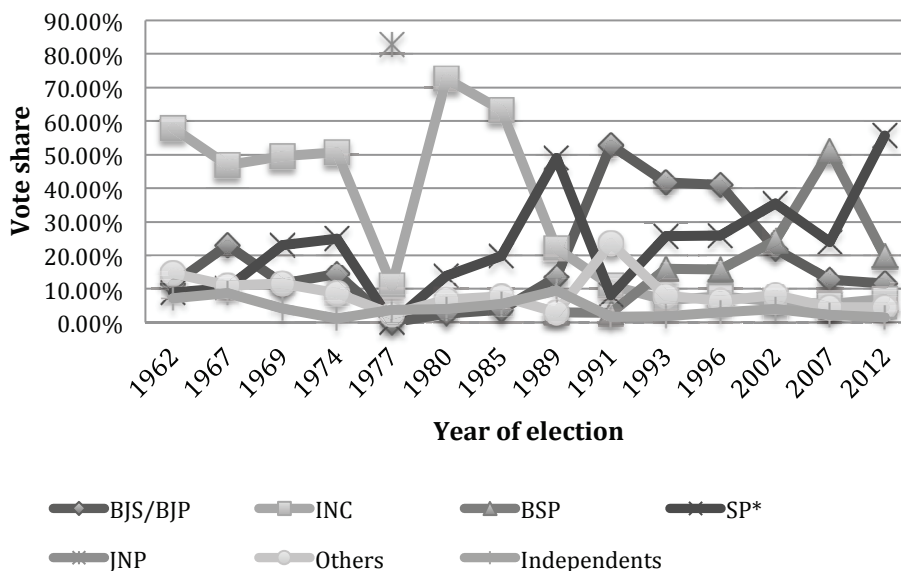 90.00%
80.00%
70.00%
60.00%
50.00%
40.00%
30.00%
20.00%
10.00%
0.00%
Vote share
1962 1967 1969 1974 1977 1980 1985 1989 1991 1993 1996 2002 2007 2012
Year of election
BJS/BJP INC BSP SP*
JNP Others Independents